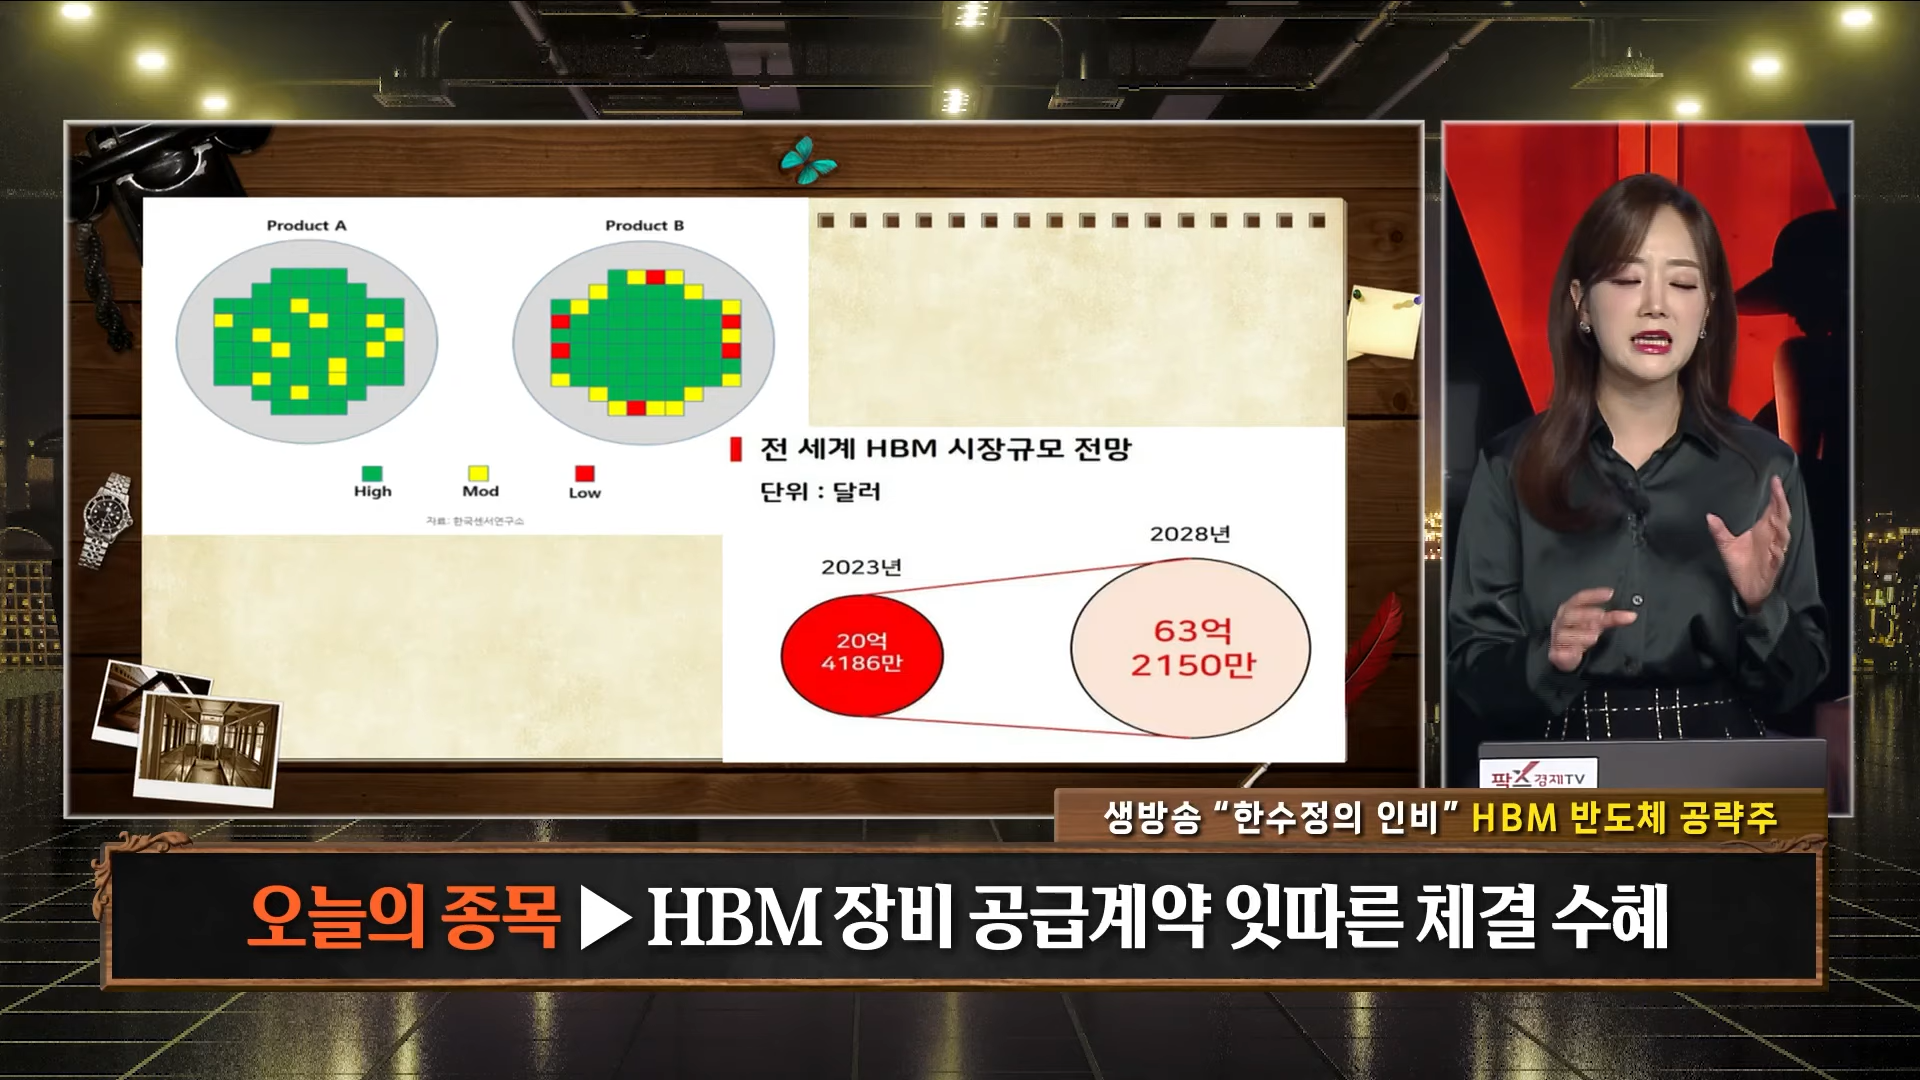 Product A
Product B
High
Mod
Low
자료: 한국센서연구소
전 세계 HBM 시장규모 전망
단위 : 달러
2023년
2028년
20억
4186만
63억
2150만
팍스경제TV
생방송 “한수정의 인비” HBM 반도체 공략주
오늘의 종목 ▶ HBM 장비 공급계약 잇따른 체결 수혜